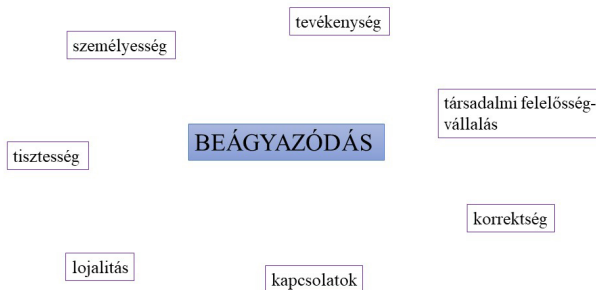 tevékenység
személyesség
társadalmi felelősség-
vállalás
BEÁGYAZÓDÁS
tisztesség
korrektség
lojalitás
kapcsolatok